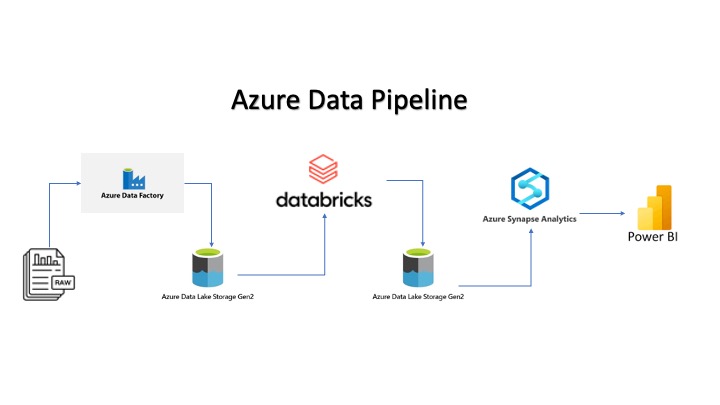 Azure Data Pipeline
Azure Data Factory
databricks
Azure Synapse Analytics
Power BI
RAW
Azure Data Lake Storage Gen2
Azure Data Lake Storage Gen2